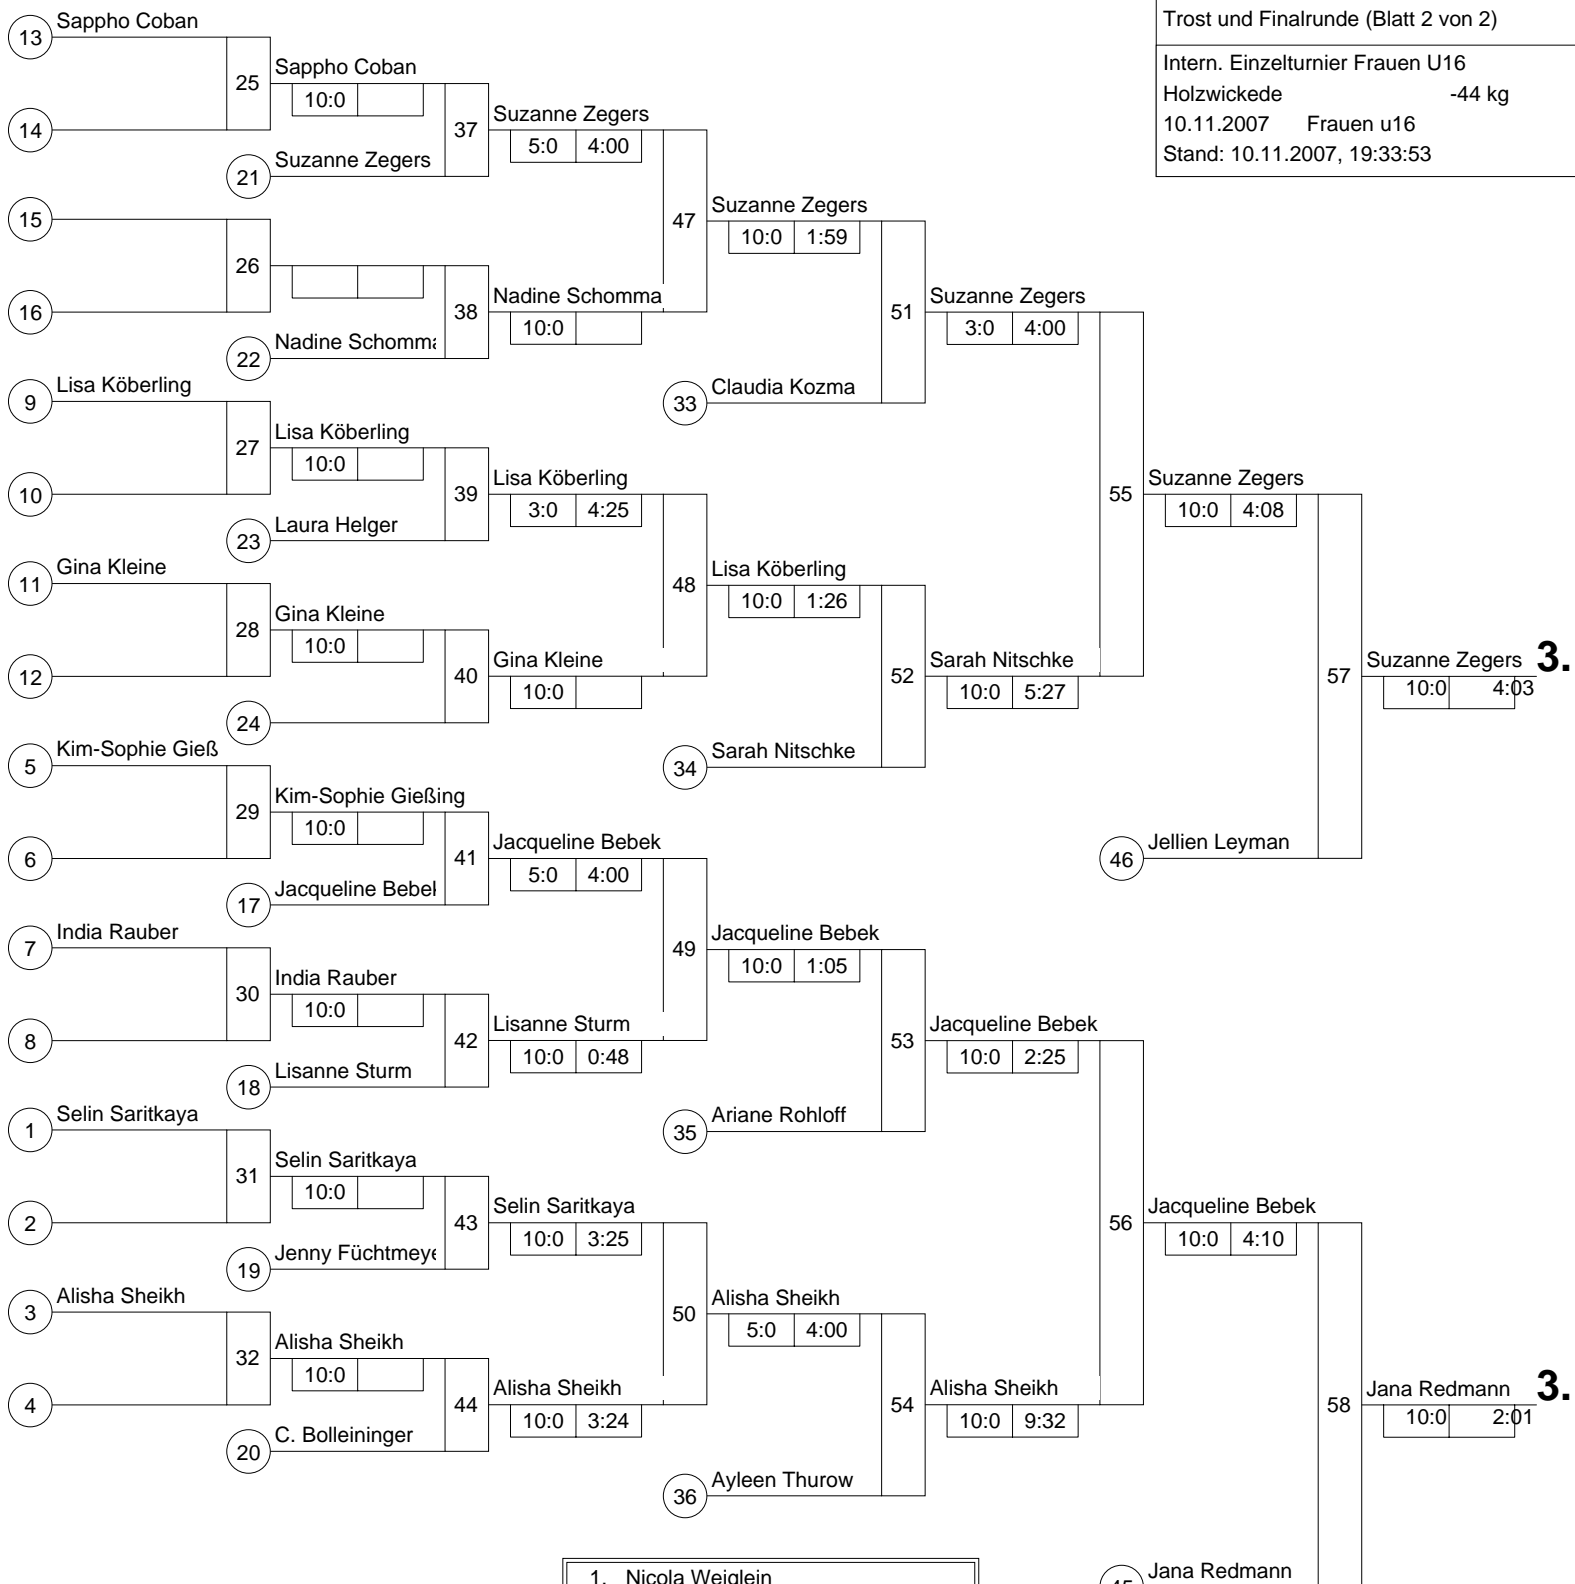 Trost und Finalrunde (Blatt 2 von 2)
Intern. Einzelturnier Frauen U16
Holzwickede -44 kg
10.11.2007 Frauen u16
Stand: 10.11.2007, 19:33:53
13 Sappho Coban
25 Sappho Coban
10:0
14
37 Suzanne Zegers
5:0 4:00
21 Suzanne Zegers
15
47 Suzanne Zegers
10:0 1:59
26
16
38 Nadine Schomma
10:0
22 Nadine Schomma
51 Suzanne Zegers
3:0 4:00
33 Claudia Kozma
9 Lisa Köberling
27 Lisa Köberling
10:0
10
39 Lisa Köberling
3:0 4:25
23 Laura Helger
55 Suzanne Zegers
10:0 4:08
11 Gina Kleine
48 Lisa Köberling
10:0 1:26
28 Gina Kleine
10:0
12
40 Gina Kleine
10:0
24
52 Sarah Nitschke
10:0 5:27
34 Sarah Nitschke
57 Suzanne Zegers 3.
10:0 4:03
5 Kim-Sophie Gieß
29 Kim-Sophie Gießing
10:0
6
41 Jacqueline Bebek
5:0 4:00
17 Jacqueline Bebek
46 Jellien Leyman
7 India Rauber
49 Jacqueline Bebek
10:0 1:05
30 India Rauber
10:0
8
42 Lisanne Sturm
10:0 0:48
18 Lisanne Sturm
53 Jacqueline Bebek
10:0 2:25
35 Ariane Rohloff
1 Selin Saritkaya
31 Selin Saritkaya
10:0
2
43 Selin Saritkaya
10:0 3:25
19 Jenny Füchtmeye
56 Jacqueline Bebek
10:0 4:10
3 Alisha Sheikh
50 Alisha Sheikh
5:0 4:00
32 Alisha Sheikh
10:0
4
44 Alisha Sheikh
10:0 3:24
20 C. Bolleininger
54 Alisha Sheikh
10:0 9:32
36 Ayleen Thurow
58 Jana Redmann 3.
10:0 2:01
45 Jana Redmann
1. Nicola Weiglein